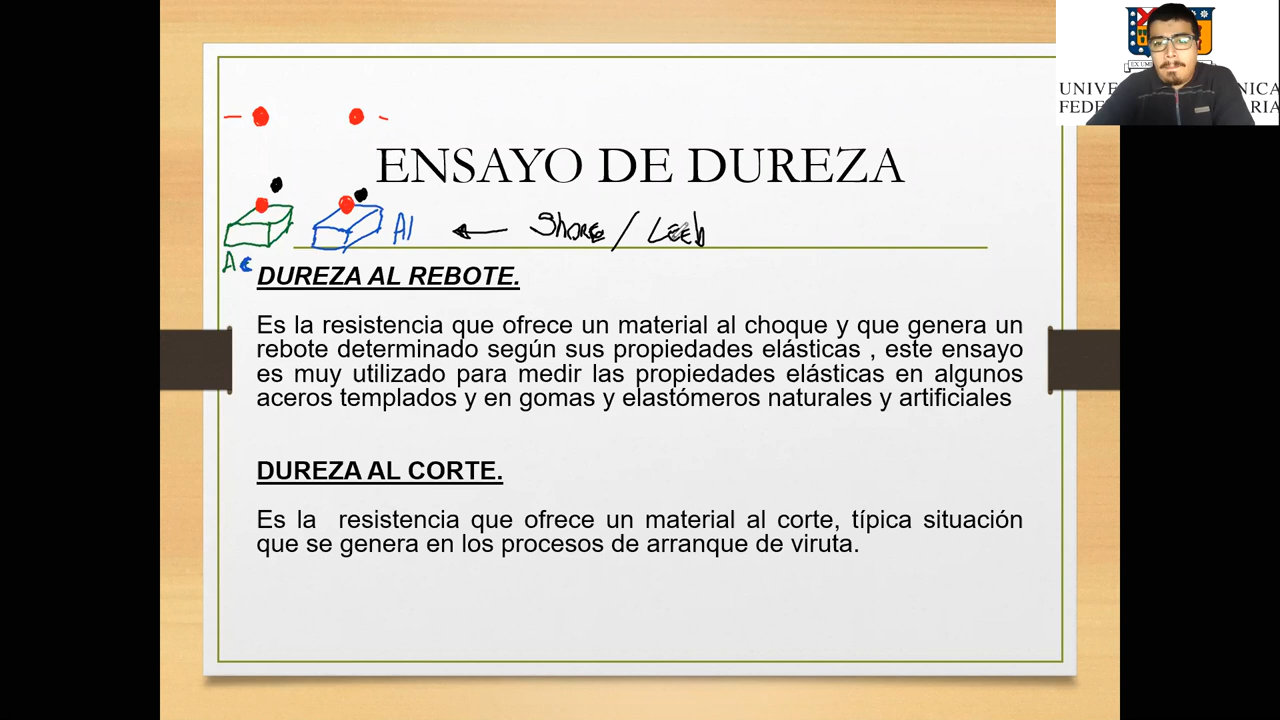 ENSAYO DE DUREZA
Al
Shore / Leeb
Ac
DUREZA AL REBOTE.
Es la resistencia que ofrece un material al choque y que genera un
rebote determinado según sus propiedades elásticas , este ensayo
es muy utilizado para medir las propiedades elásticas en algunos
aceros templados y en gomas y elastómeros naturales y artificiales
DUREZA AL CORTE.
Es la resistencia que ofrece un material al corte, típica situación
que se genera en los procesos de arranque de viruta.
EX UM
UNIVE NICA
FEDER ARIA